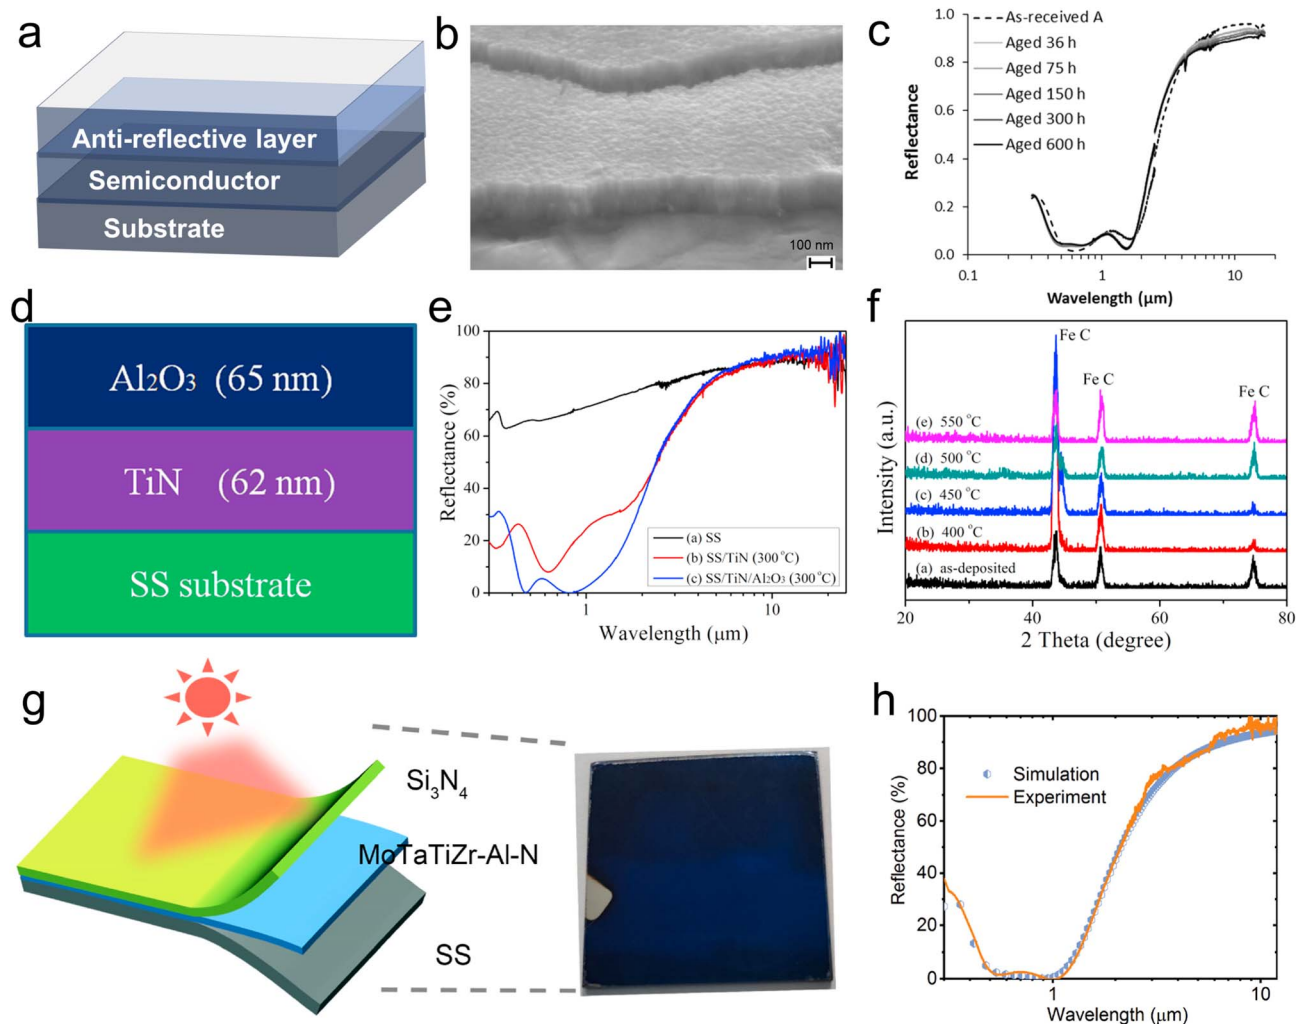 a
Anti-reflective layer
Semiconductor
Substrate
b
100 nm
c
Reflectance
1.0
0.8
0.6
0.4
0.2
0.0
0.1
1
10
Wavelength (µm)
As-received A
Aged 36 h
Aged 75 h
Aged 150 h
Aged 300 h
Aged 600 h
d
Al₂O₃ (65 nm)
TiN (62 nm)
SS substrate
e
Reflectance (%)
100
80
60
40
20
0
1
10
Wavelength (µm)
(a) SS
(b) SS/TiN (300 °C)
(c) SS/TiN/Al₂O₃ (300 °C)
f
Intensity (a.u.)
Fe C
Fe C
Fe C
(e) 550 °C
(d) 500 °C
(c) 450 °C
(b) 400 °C
(a) as-deposited
20
40
60
80
2 Theta (degree)
g
Si₃N₄
MoTaTiZr-Al-N
SS
h
Reflectance (%)
100
80
60
40
20
0
Simulation
Experiment
1
10
Wavelength (µm)